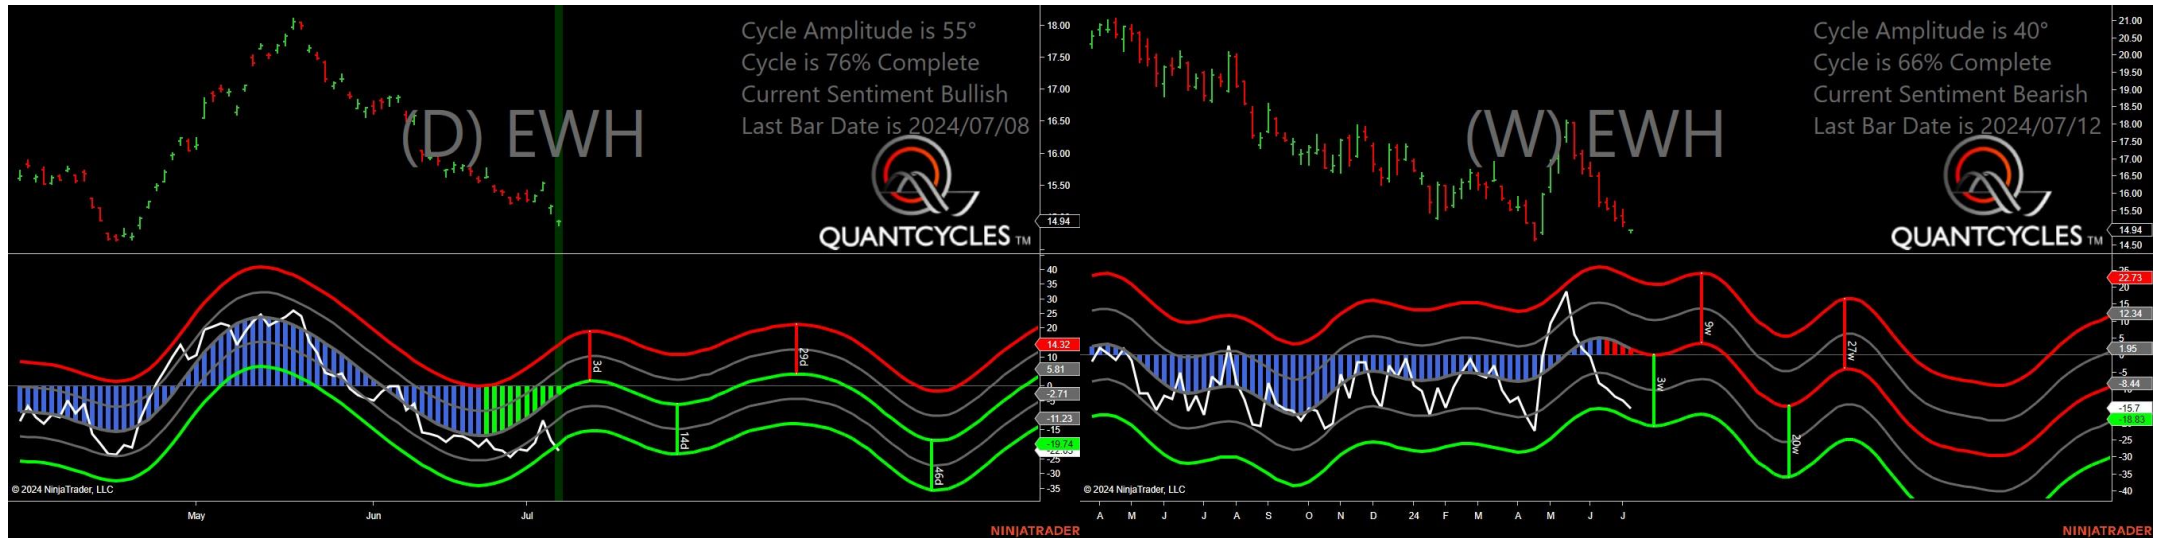 Cycle Amplitude is 55°
Cycle is 76% Complete
Current Sentiment Bullish
Last Bar Date is 2024/07/08
(D) EWH
QUANTCYCLES TM
18.00
17.50
17.00
16.50
16.00
15.50
14.94
40
35
30
25
20
14.32
10
5.81
0
-2.71
-5
-11.23
-15
-19.74
-25
-30
-35
3d
14d
29d
46d
© 2024 NinjaTrader, LLC
May Jun Jul
NINJATRADER
Cycle Amplitude is 40°
Cycle is 66% Complete
Current Sentiment Bearish
Last Bar Date is 2024/07/12
(W) EWH
QUANTCYCLES TM
21.00
20.50
20.00
19.50
19.00
18.50
18.00
17.50
17.00
16.50
16.00
15.50
14.94
14.50
22.73
20
12.34
5
1.95
-5
-8.44
-15.7
-18.83
-25
-30
-35
-40
3w
9w
20w
27w
© 2024 NinjaTrader, LLC
A M J J A S O N D 24 F M A M J J
NINJATRADER